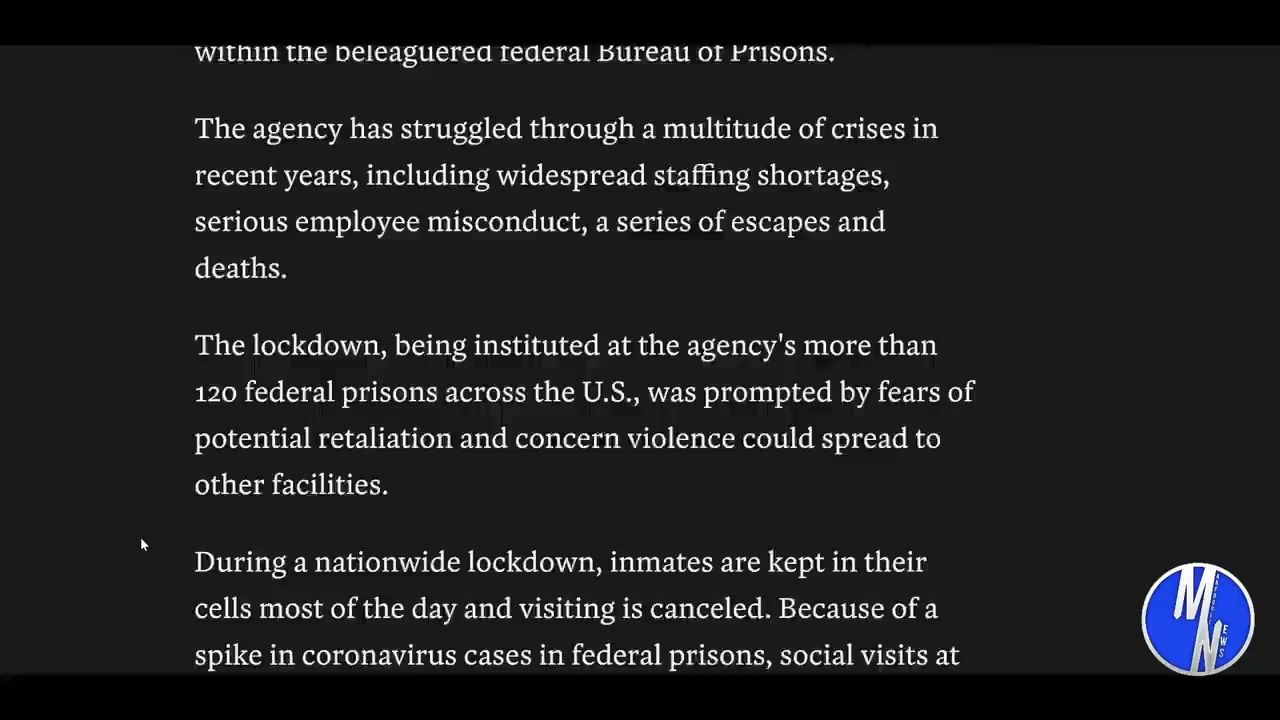 within the beleaguered federal Bureau of Prisons.
The agency has struggled through a multitude of crises in
recent years, including widespread staffing shortages,
serious employee misconduct, a series of escapes and
deaths.
The lockdown, being instituted at the agency's more than
120 federal prisons across the U.S., was prompted by fears of
potential retaliation and concern violence could spread to
other facilities.
During a nationwide lockdown, inmates are kept in their
cells most of the day and visiting is canceled. Because of a
spike in coronavirus cases in federal prisons, social visits at
M
N EWS